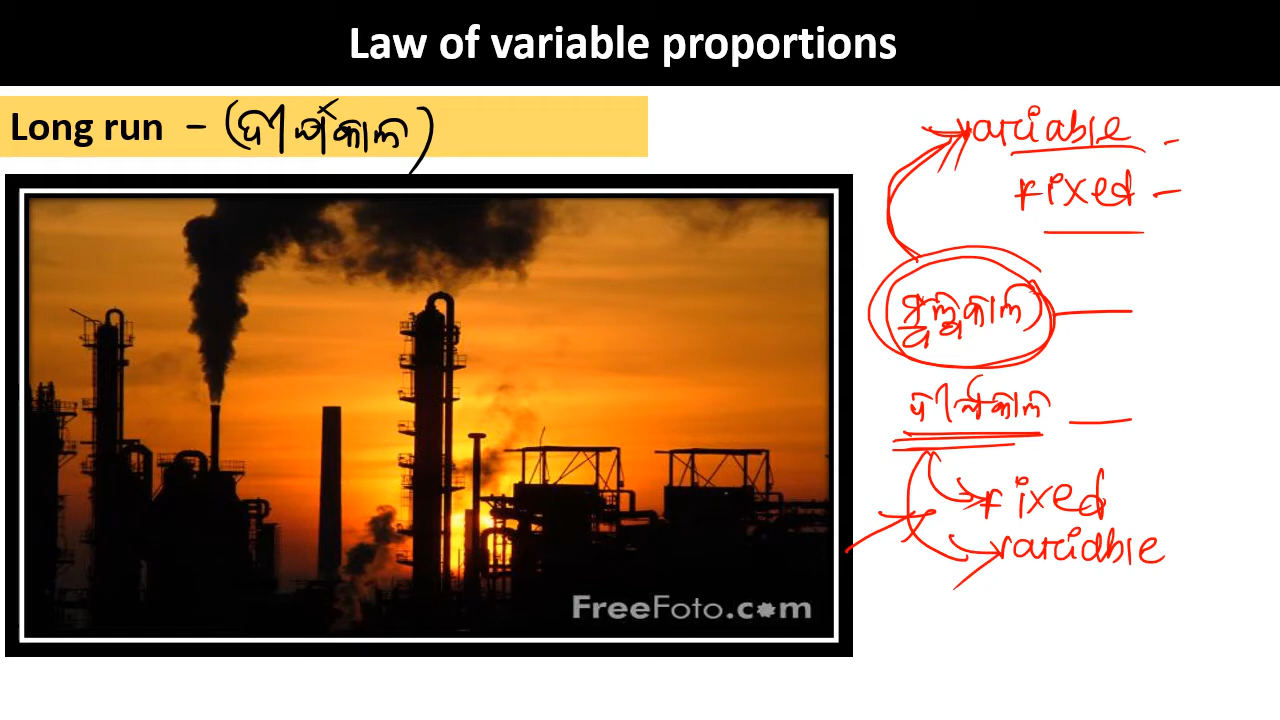 Law of variable proportions
Long run - (ଦୀର୍ଘକାଳ)
variable -
Fixed -
ସ୍ୱଳ୍ପକାଳ
ଦୀର୍ଘକାଳ
Fixed
variable
FreeFoto.com